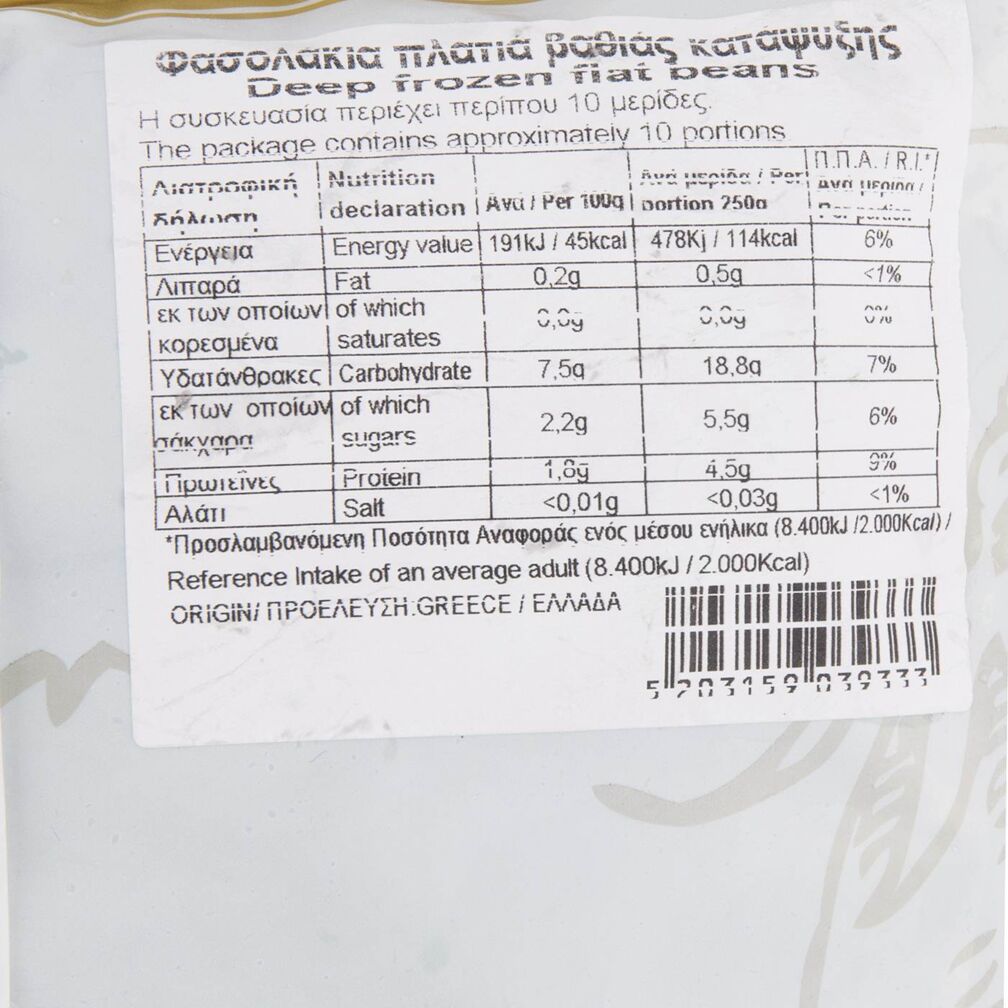 Φασολάκια πλατιά βαθιάς κατάψυξης
Deep frozen flat beans
Η συσκευασία περιέχει περίπου 10 μερίδες.
The package contains approximately 10 portions
Διατροφική δήλωση | Nutrition declaration | Ανά / Per 100g | Ανά μερίδα / Per portion 250g | Π.Π.Α. / R.I.* Ανά μερίδα / Per portion
Ενέργεια | Energy value | 191kJ / 45kcal | 478Kj / 114kcal | 6%
Λιπαρά | Fat | 0,2g | 0,5g | <1%
εκ των οποίων κορεσμένα | of which saturates | 0,0g | 0,0g | 0%
Υδατάνθρακες | Carbohydrate | 7,5g | 18,8g | 7%
εκ των οποίων σάκχαρα | of which sugars | 2,2g | 5,5g | 6%
Πρωτεΐνες | Protein | 1,8g | 4,5g | 9%
Αλάτι | Salt | <0,01g | <0,03g | <1%
*Προσλαμβανόμενη Ποσότητα Αναφοράς ενός μέσου ενήλικα (8.400kJ /2.000Kcal) /
Reference Intake of an average adult (8.400kJ / 2.000Kcal)
ORIGIN/ ΠΡΟΕΛΕΥΣΗ:GREECE / ΕΛΛΑΔΑ
5 203159 039333